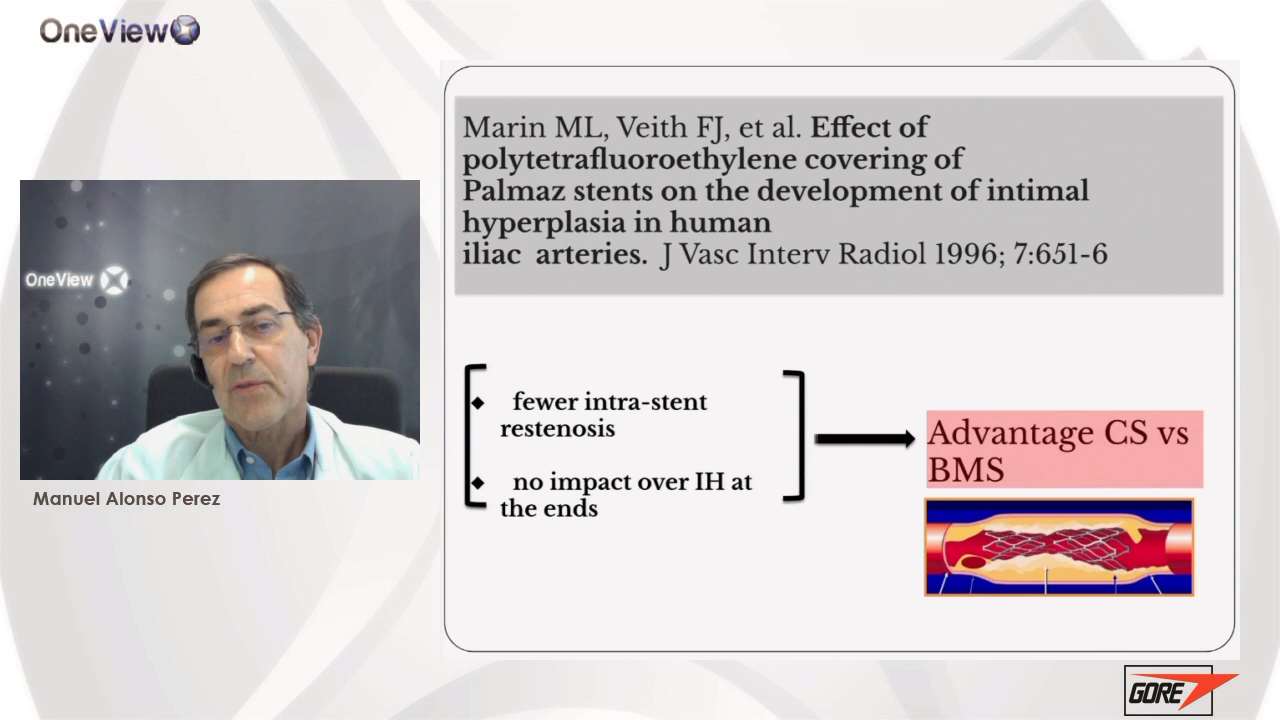 OneView
OneView
Manuel Alonso Perez
Marin ML, Veith FJ, et al. Effect of
polytetrafluoroethylene covering of
Palmaz stents on the development of intimal
hyperplasia in human
iliac arteries. J Vasc Interv Radiol 1996; 7:651-6
◆ fewer intra-stent
restenosis
◆ no impact over IH at
the ends
Advantage CS vs
BMS
GORE